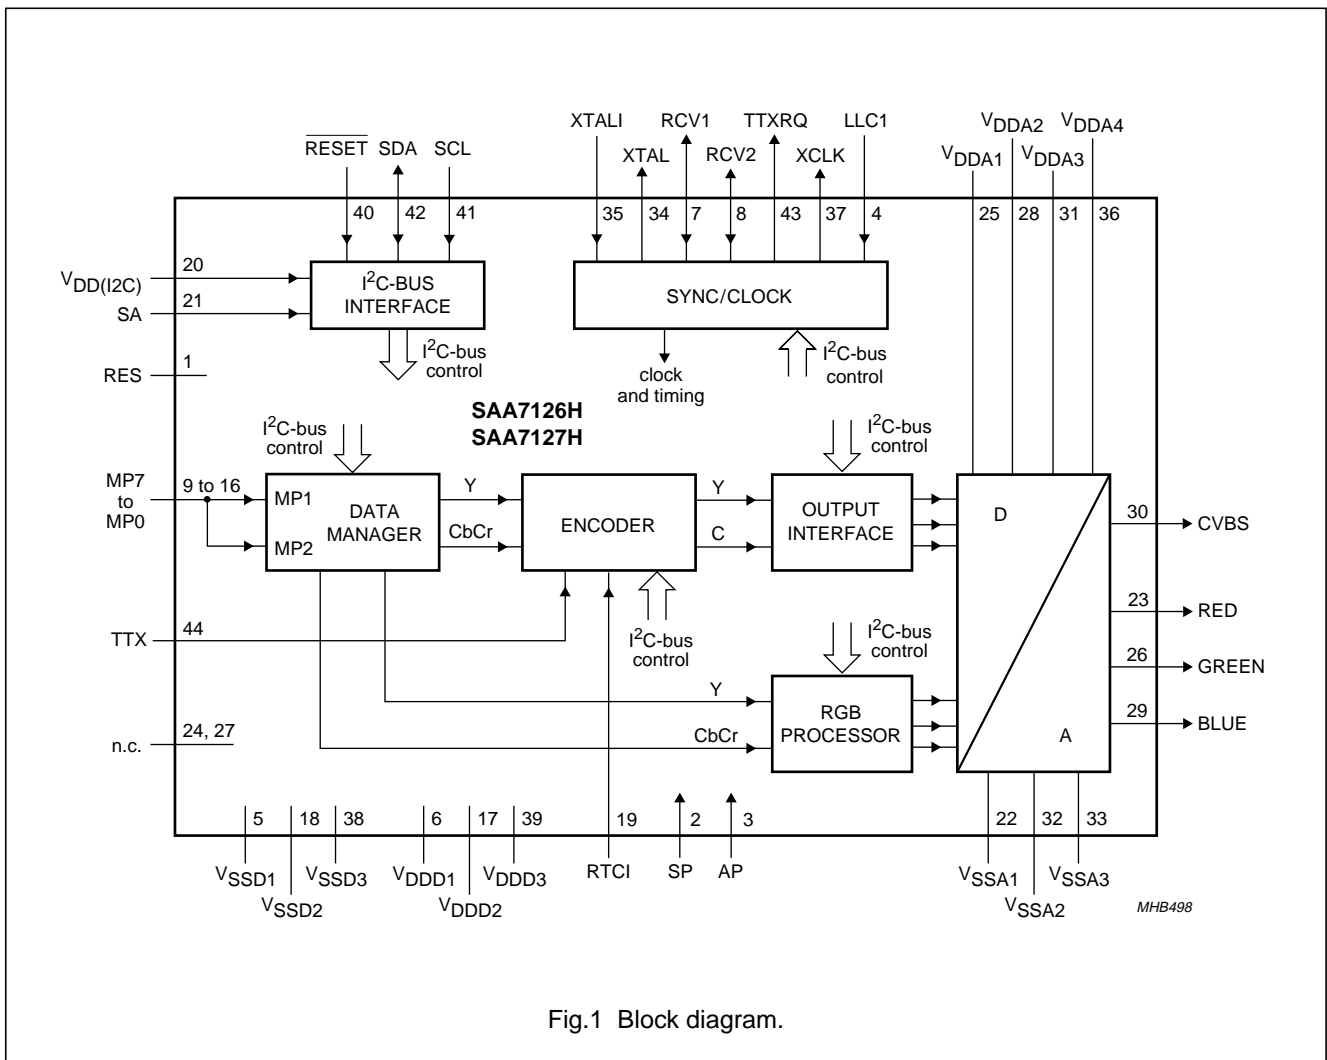 XTALI RCV1 TTXRQ LLC1
VDDA2 VDDA4
RESET SDA SCL
XTAL RCV2 XCLK
VDDA1 VDDA3
40 42 41
35 34 7 8 43 37 4
25 28 31 36
VDD(I2C) 20
SA 21
I2C-BUS
INTERFACE
SYNC/CLOCK
RES 1
I2C-bus
control
clock
and timing
I2C-bus
control
SAA7126H
SAA7127H
I2C-bus
control
I2C-bus
control
MP7
to
MP0
9 to 16
MP1
MP2
DATA
MANAGER
Y
CbCr
ENCODER
Y
C
OUTPUT
INTERFACE
D
A
30 CVBS
23 RED
26 GREEN
29 BLUE
TTX 44
I2C-bus
control
I2C-bus
control
Y
CbCr
RGB
PROCESSOR
n.c. 24, 27
5 18 38 6 17 39 19 2 3 22 32 33
VSSD1 VSSD3 VDDD1 VDDD3 RTCI SP AP VSSA1 VSSA3
VSSD2 VDDD2 VSSA2
MHB498
Fig.1 Block diagram.